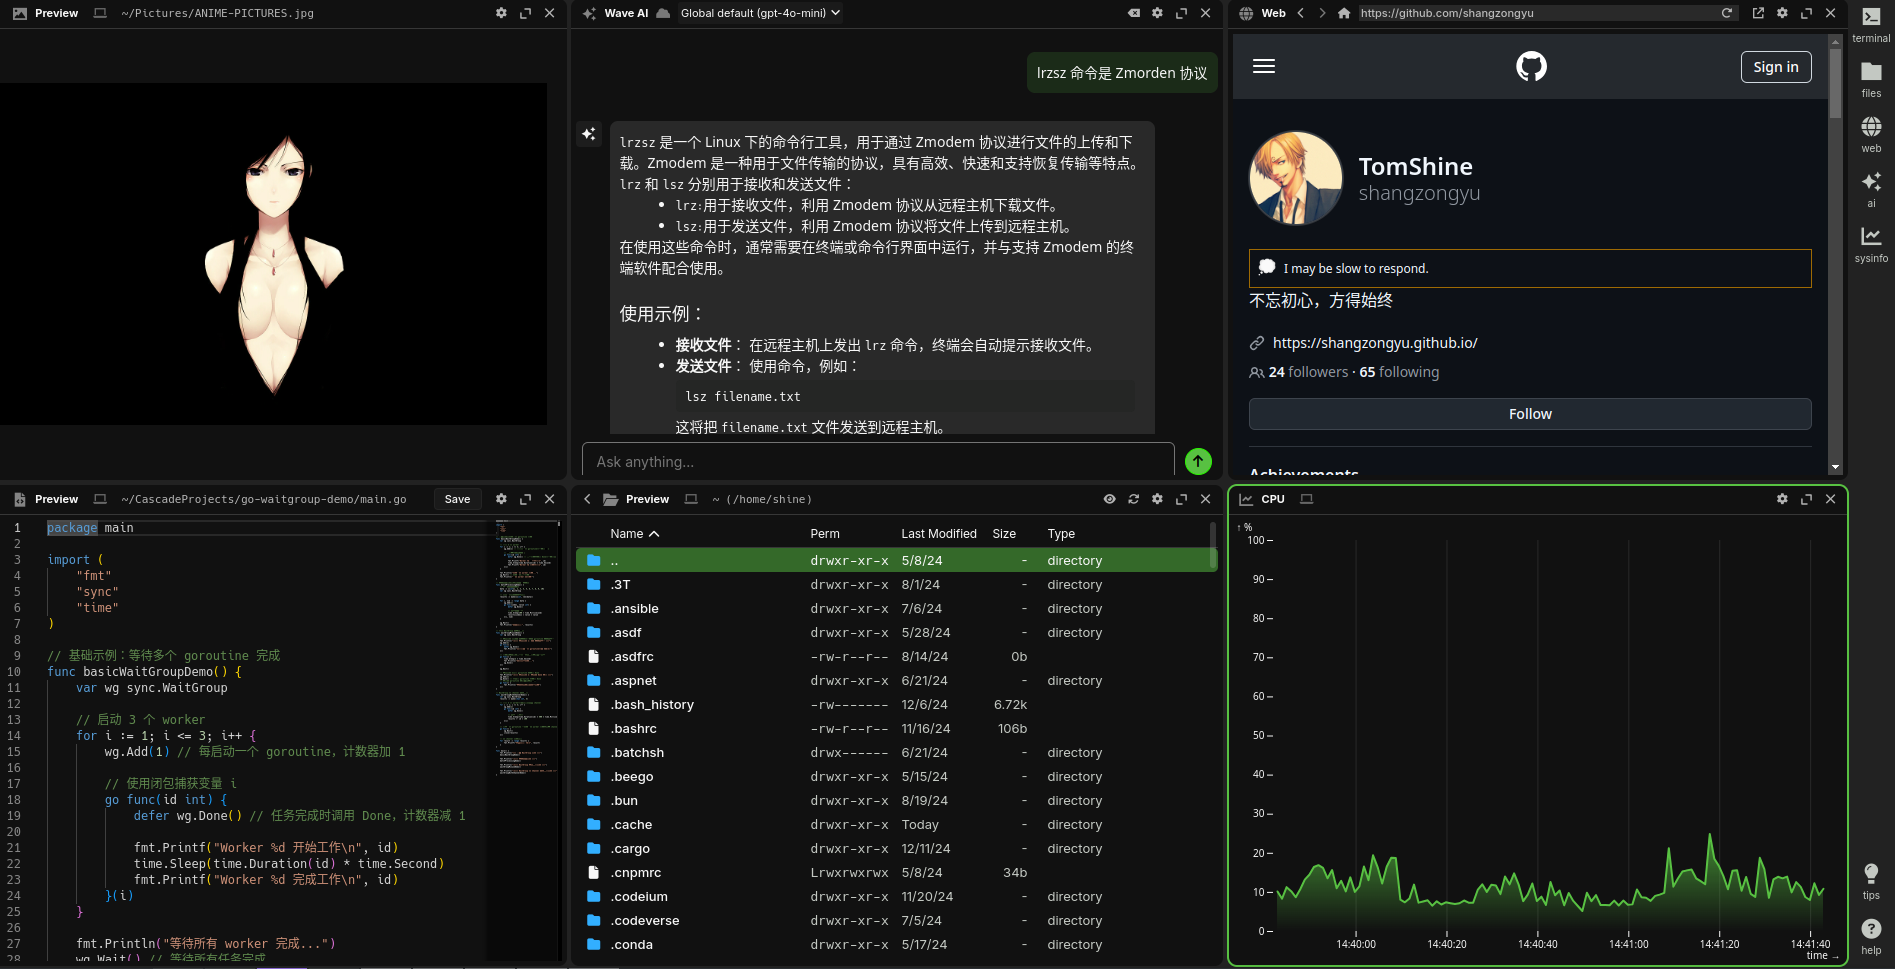 Preview ~/Pictures/ANIME-PICTURES.jpg
Wave AI Global default (gpt-4o-mini)
lrzsz 命令是 Zmorden 协议
lrzsz 是一个 Linux 下的命令行工具，用于通过 Zmodem 协议进行文件的上传和下
载。Zmodem 是一种用于文件传输的协议，具有高效、快速和支持恢复传输等特点。
lrz 和 lsz 分别用于接收和发送文件：
lrz:用于接收文件，利用 Zmodem 协议从远程主机下载文件。
lsz:用于发送文件，利用 Zmodem 协议将文件上传到远程主机。
在使用这些命令时，通常需要在终端或命令行界面中运行，并与支持 Zmodem 的终
端软件配合使用。
使用示例：
接收文件： 在远程主机上发出 lrz 命令，终端会自动提示接收文件。
发送文件： 使用命令，例如：
lsz filename.txt
这将把 filename.txt 文件发送到远程主机。
Ask anything...
Web https://github.com/shangzongyu
Sign in
TomShine
shangzongyu
I may be slow to respond.
不忘初心，方得始终
https://shangzongyu.github.io/
24 followers · 65 following
Follow
Achievements
terminal
files
web
ai
sysinfo
tips
help
Preview ~/CascadeProjects/go-waitgroup-demo/main.go Save
1 package main
2
3 import (
4 "fmt"
5 "sync"
6 "time"
7 )
8
9 // 基础示例：等待多个 goroutine 完成
10 func basicWaitGroupDemo() {
11 var wg sync.WaitGroup
12
13 // 启动 3 个 worker
14 for i := 1; i <= 3; i++ {
15 wg.Add(1) // 每启动一个 goroutine，计数器加 1
16
17 // 使用闭包捕获变量 i
18 go func(id int) {
19 defer wg.Done() // 任务完成时调用 Done，计数器减 1
20
21 fmt.Printf("Worker %d 开始工作\n", id)
22 time.Sleep(time.Duration(id) * time.Second)
23 fmt.Printf("Worker %d 完成工作\n", id)
24 }(i)
25 }
26
27 fmt.Println("等待所有 worker 完成...")
28 wg.Wait() // 等待所有任务完成
Preview ~ (/home/shine)
Name Perm Last Modified Size Type
.. drwxr-xr-x 5/8/24 - directory
.3T drwxr-xr-x 8/1/24 - directory
.ansible drwxr-xr-x 7/6/24 - directory
.asdf drwxr-xr-x 5/28/24 - directory
.asdfrc -rw-r--r-- 8/14/24 0b
.aspnet drwxr-xr-x 6/21/24 - directory
.bash_history -rw------- 12/6/24 6.72k
.bashrc -rw-r--r-- 11/16/24 106b
.batchsh drwx------ 6/21/24 - directory
.beego drwxr-xr-x 5/15/24 - directory
.bun drwxr-xr-x 8/19/24 - directory
.cache drwxr-xr-x Today - directory
.cargo drwxr-xr-x 12/11/24 - directory
.cnpmrc Lrwxrwxrwx 5/8/24 34b
.codeium drwxr-xr-x 11/20/24 - directory
.codeverse drwxr-xr-x 7/5/24 - directory
.conda drwxr-xr-x 5/17/24 - directory
CPU
↑ %
100
90
80
70
60
50
40
30
20
10
0
14:40:00 14:40:20 14:40:40 14:41:00 14:41:20 14:41:40
time →